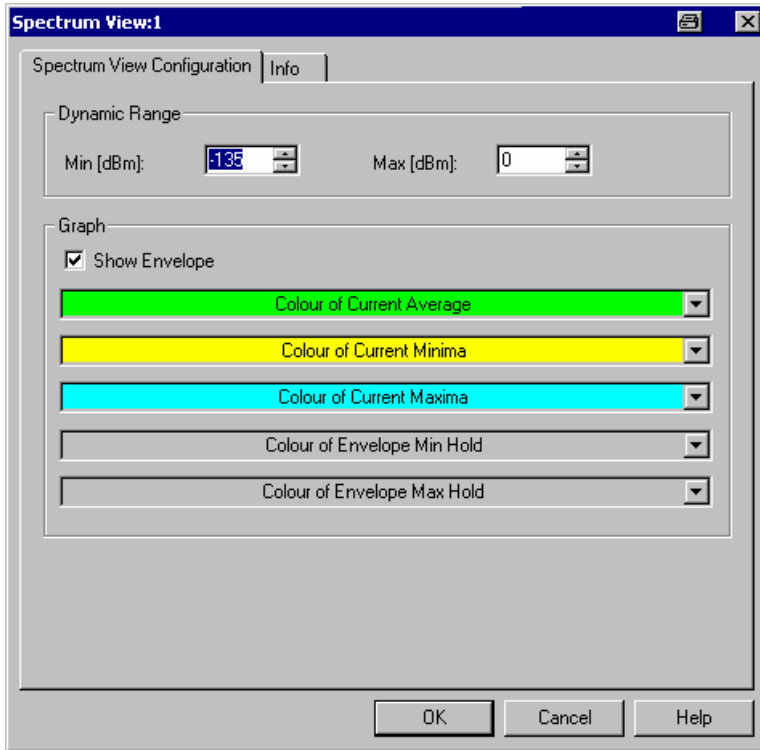 Spectrum View:1
Spectrum View Configuration Info
Dynamic Range
Min [dBm]: -135 Max [dBm]: 0
Graph
Show Envelope
Colour of Current Average
Colour of Current Minima
Colour of Current Maxima
Colour of Envelope Min Hold
Colour of Envelope Max Hold
OK Cancel Help